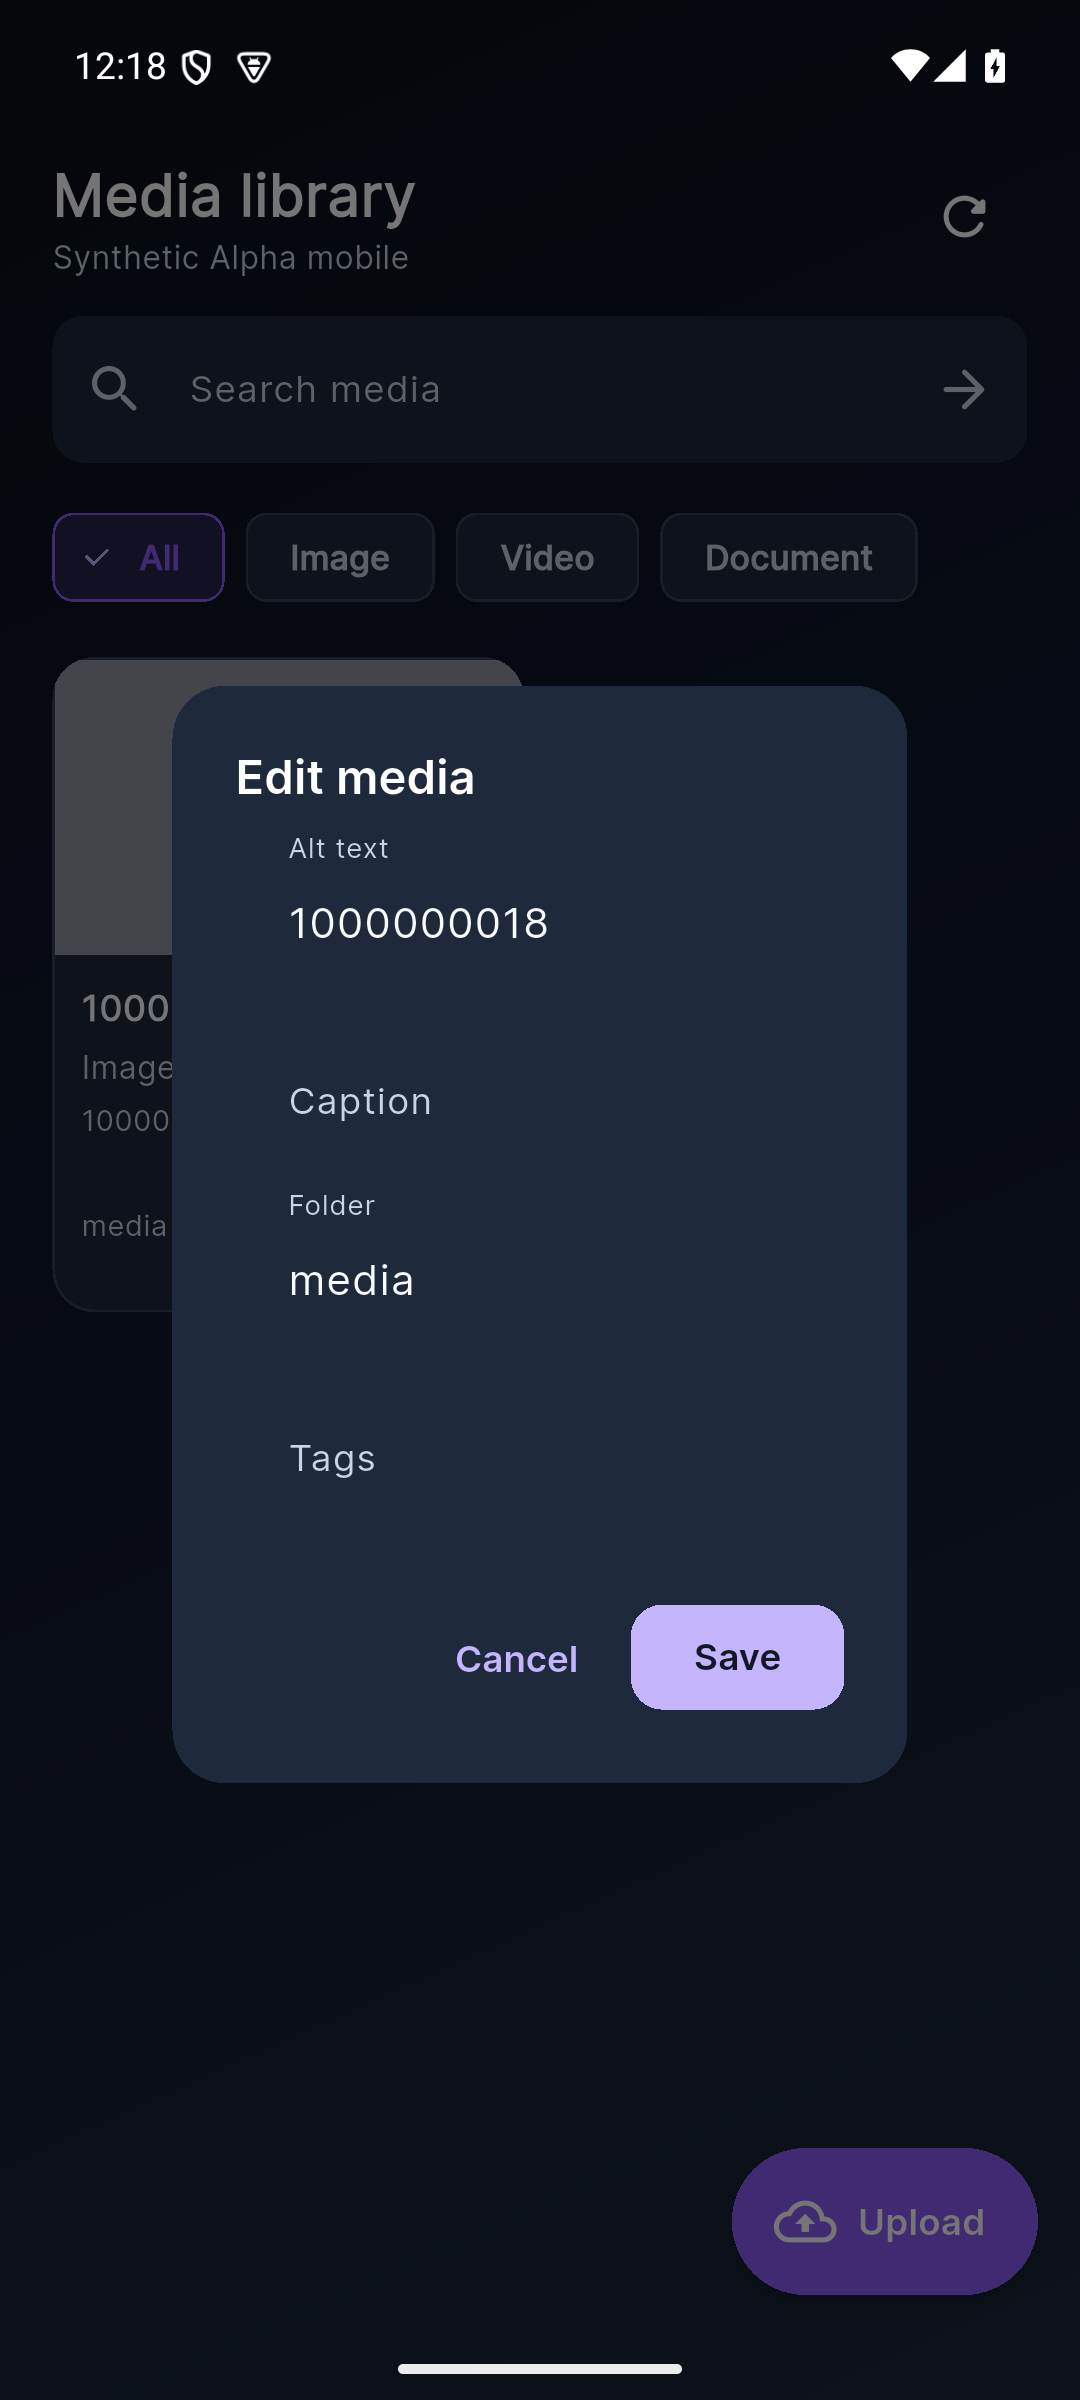 12:18
Media library
Synthetic Alpha mobile
Search media
All Image Video Document
Edit media
Alt text
1000000018
1000
Image
10000
Caption
Folder
media
media
Tags
Cancel Save
Upload